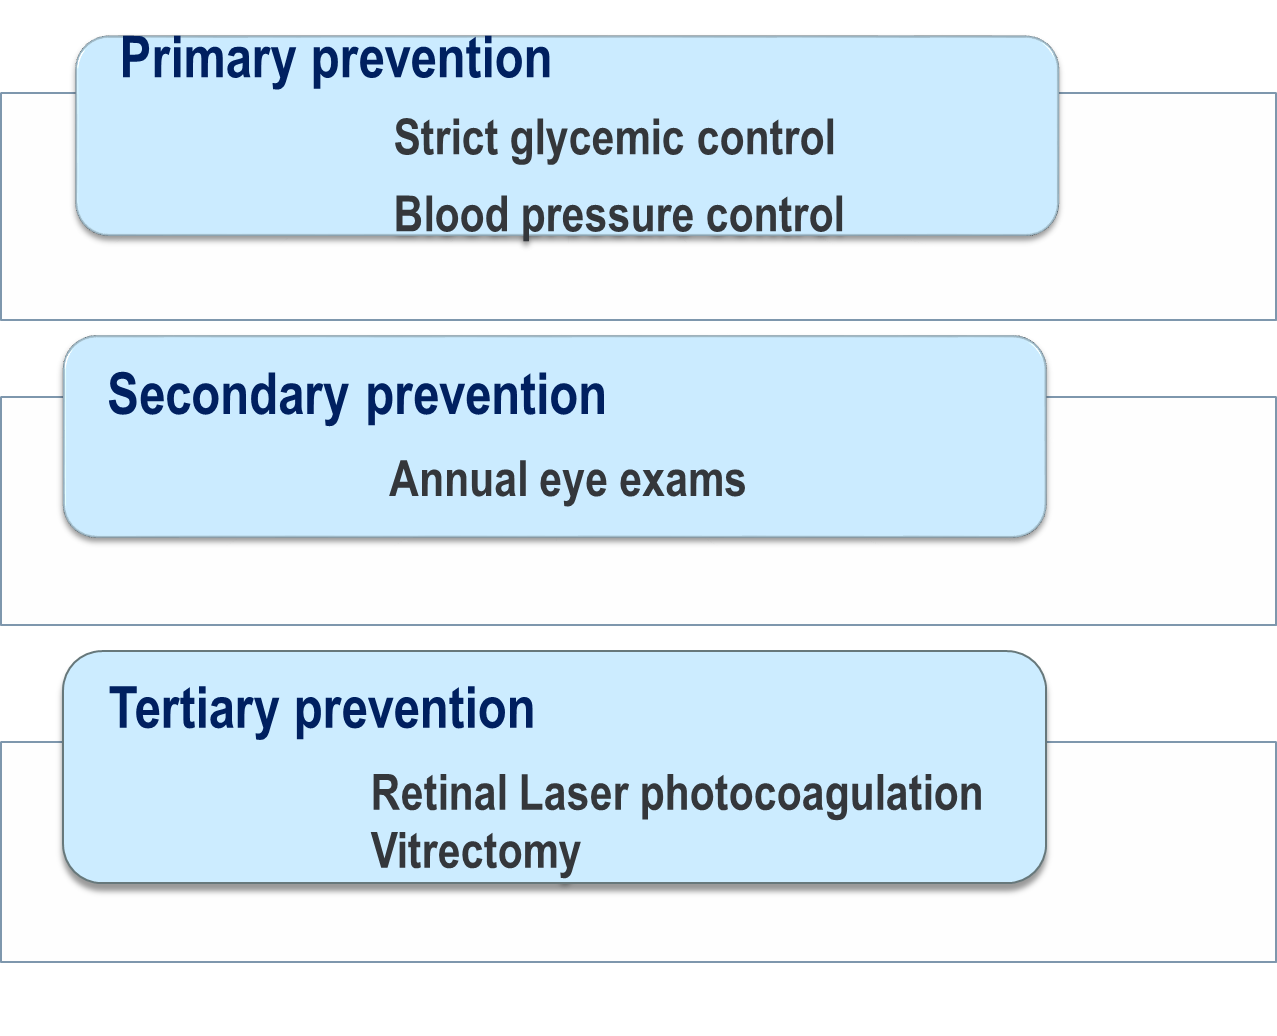 Primary prevention
Strict glycemic control
Blood pressure control
Secondary prevention
Annual eye exams
Tertiary prevention
Retinal Laser photocoagulation
Vitrectomy